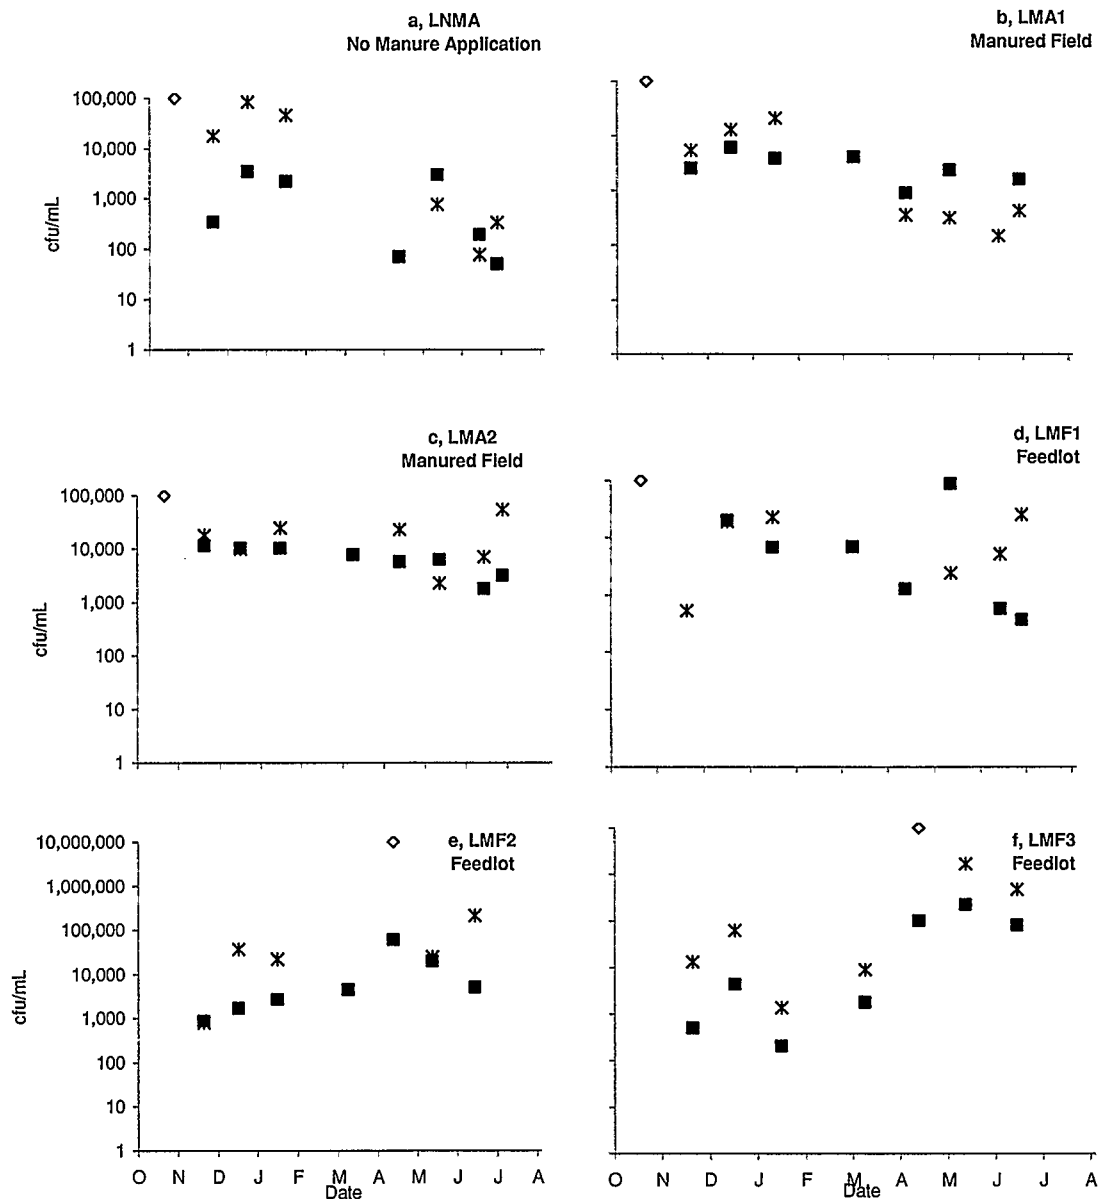 a, LNMA
No Manure Application
b, LMA1
Manured Field
100,000
10,000
1,000
100
10
1
cfu/mL
c, LMA2
Manured Field
d, LMF1
Feedlot
100,000
10,000
1,000
100
10
1
cfu/mL
e, LMF2
Feedlot
f, LMF3
Feedlot
10,000,000
1,000,000
100,000
10,000
1,000
100
10
1
cfu/mL
O N D J F M A M J J A
Date
O N D J F M A M J J A
Date